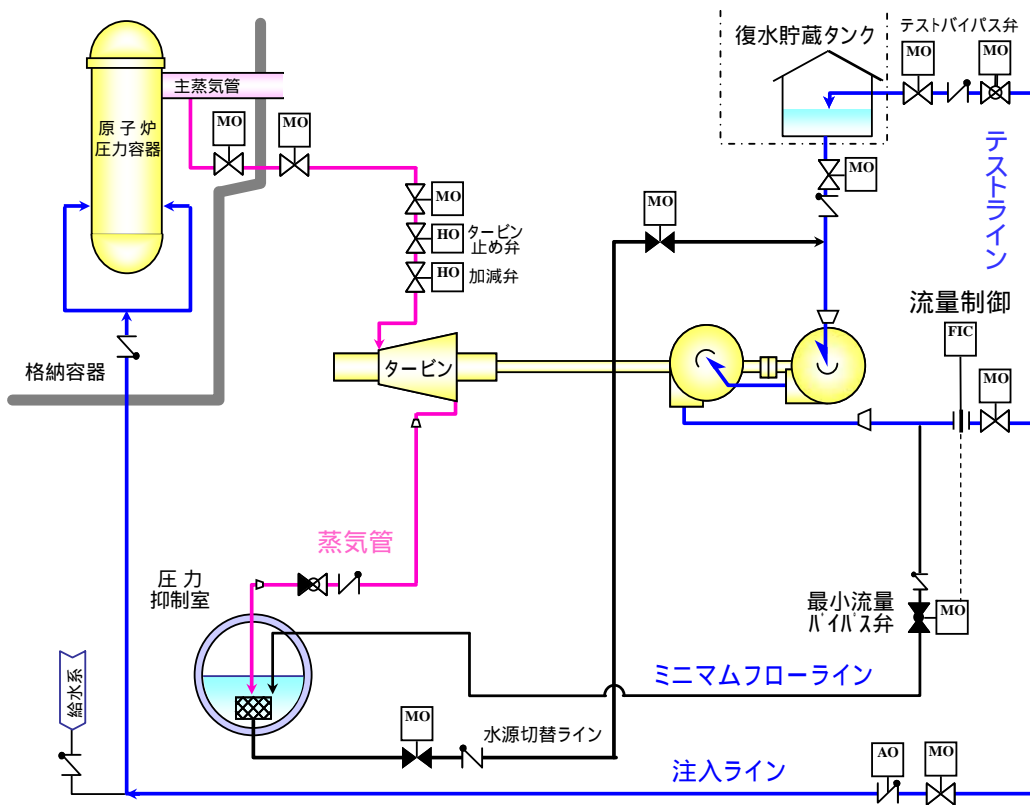 復水貯蔵タンク
テストバイパス弁
MO
MO
主蒸気管
原子炉
圧力容器
MO
MO
テストライン
MO
MO
MO
HO
タービン
止め弁
HO
加減弁
流量制御
FIC
MO
格納容器
タービン
蒸気管
圧力
抑制室
最小流量
バイパス弁
MO
ミニマムフローライン
給水系
MO
水源切替ライン
注入ライン
AO
MO